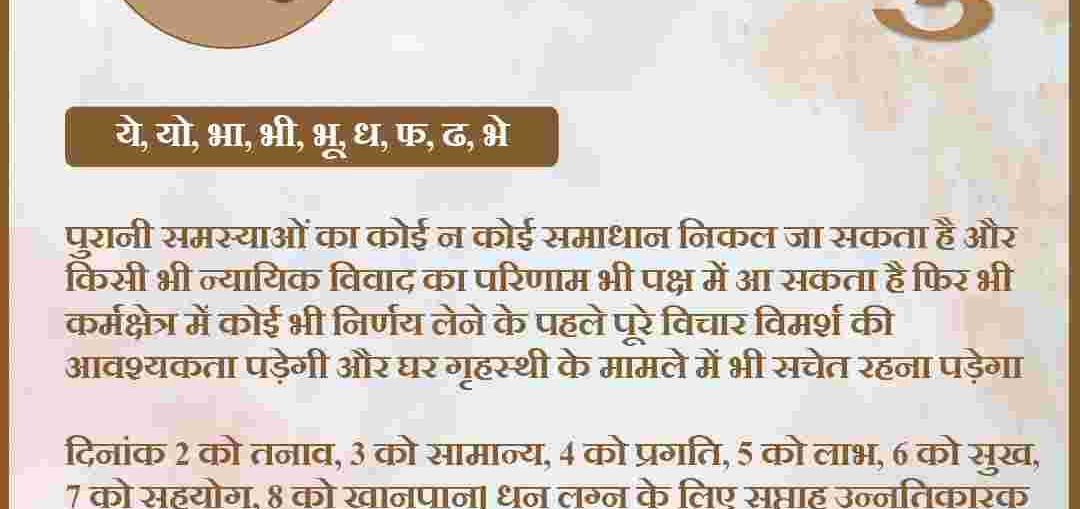 ये, यो, भा, भी, भू, ध, फ, ढ, भे
पुरानी समस्याओं का कोई न कोई समाधान निकल जा सकता है और
किसी भी न्यायिक विवाद का परिणाम भी पक्ष में आ सकता है फिर भी
कर्मक्षेत्र में कोई भी निर्णय लेने के पहले पूरे विचार विमर्श की
आवश्यकता पड़ेगी और घर गृहस्थी के मामले में भी सचेत रहना पड़ेगा
दिनांक 2 को तनाव, 3 को सामान्य, 4 को प्रगति, 5 को लाभ, 6 को सुख,
7 को सहयोग, 8 को खानपान। धनु लग्न के लिए सप्ताह उन्नतिकारक